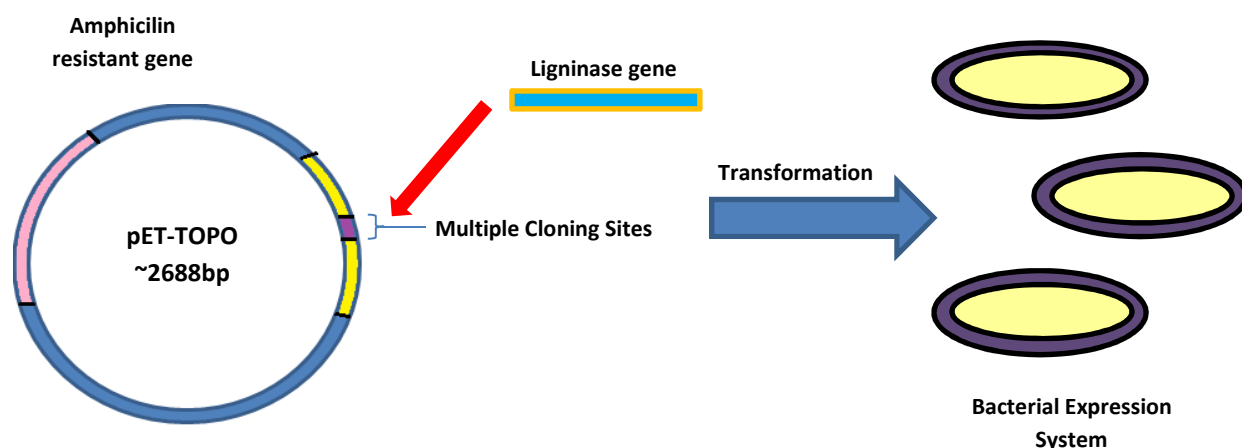 Amphicilin
resistant gene
Ligninase gene
Transformation
pET-TOPO
~2688bp
Multiple Cloning Sites
Bacterial Expression
System